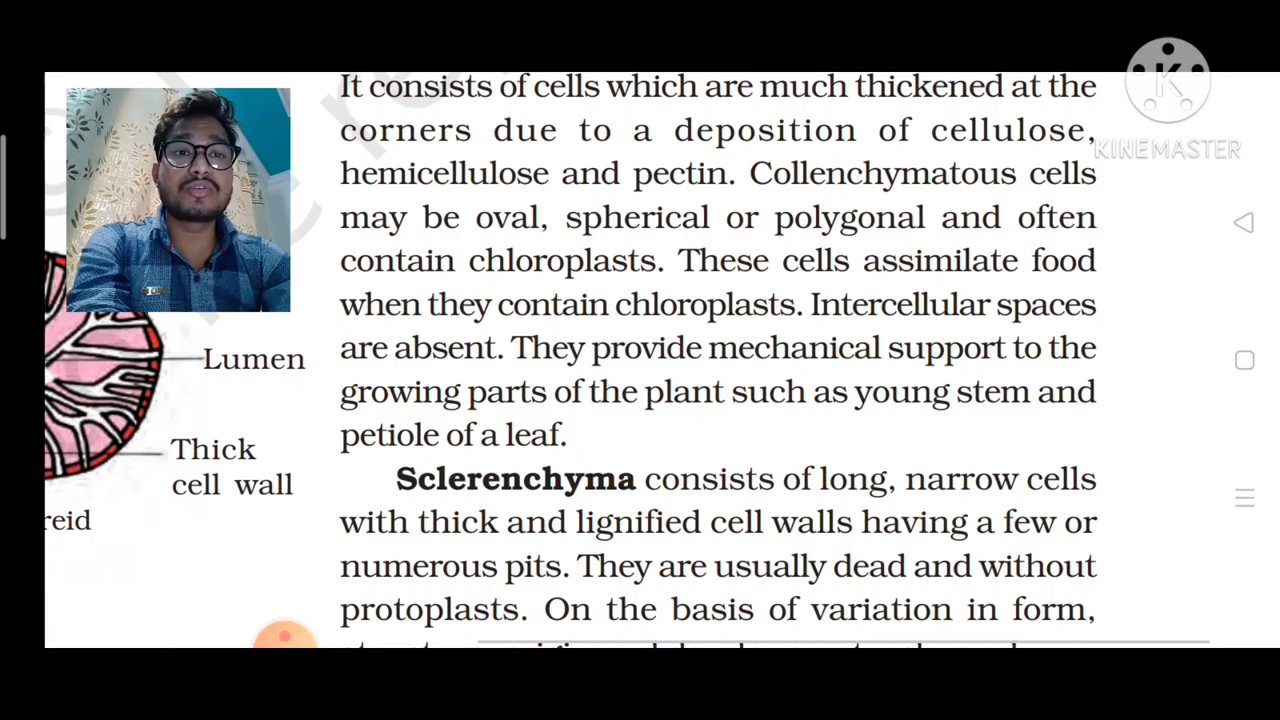 It consists of cells which are much thickened at the
corners due to a deposition of cellulose,
hemicellulose and pectin. Collenchymatous cells
may be oval, spherical or polygonal and often
contain chloroplasts. These cells assimilate food
when they contain chloroplasts. Intercellular spaces
are absent. They provide mechanical support to the
growing parts of the plant such as young stem and
petiole of a leaf.
Sclerenchyma consists of long, narrow cells
with thick and lignified cell walls having a few or
numerous pits. They are usually dead and without
protoplasts. On the basis of variation in form,
Lumen
Thick
cell wall
reid
K
KINEMASTER